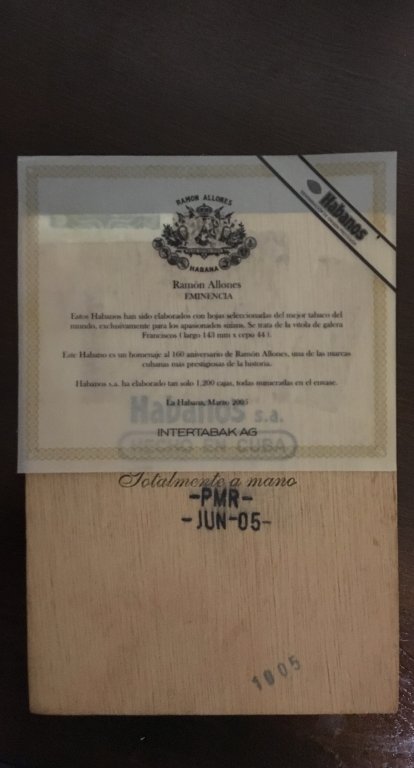 Habanos
RAMON ALLONES
HABANA
Ramón Allones
EMINENCIA
Estos Habanos han sido elaborados con hojas seleccionadas del mejor tabaco del
mundo, exclusivamente para los apasionados suizos. Se trata de la vitola de galera
Franciscos ( largo 143 mm x cepo 44 ).
Este Habano es un homenaje al 160 aniversario de Ramón Allones, una de las marcas
cubanas más prestigiosas de la historia.
Habanos s.a. ha elaborado tan solo 1.200 cajas, todas numeradas en el envase.
La Habana, Marzo 2005
Habanos s.a.
INTERTABAK AG
HECHO EN CUBA
Totalmente a mano
-PMR-
-JUN-05-
1005